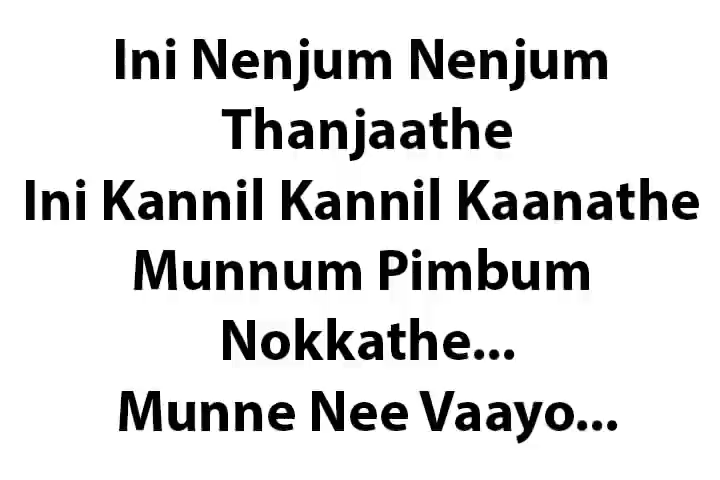 Ini Nenjum Nenjum
Thanjaathe
Ini Kannil Kannil Kaanathe
Munnum Pimbum
Nokkathe...
Munne Nee Vaayo...